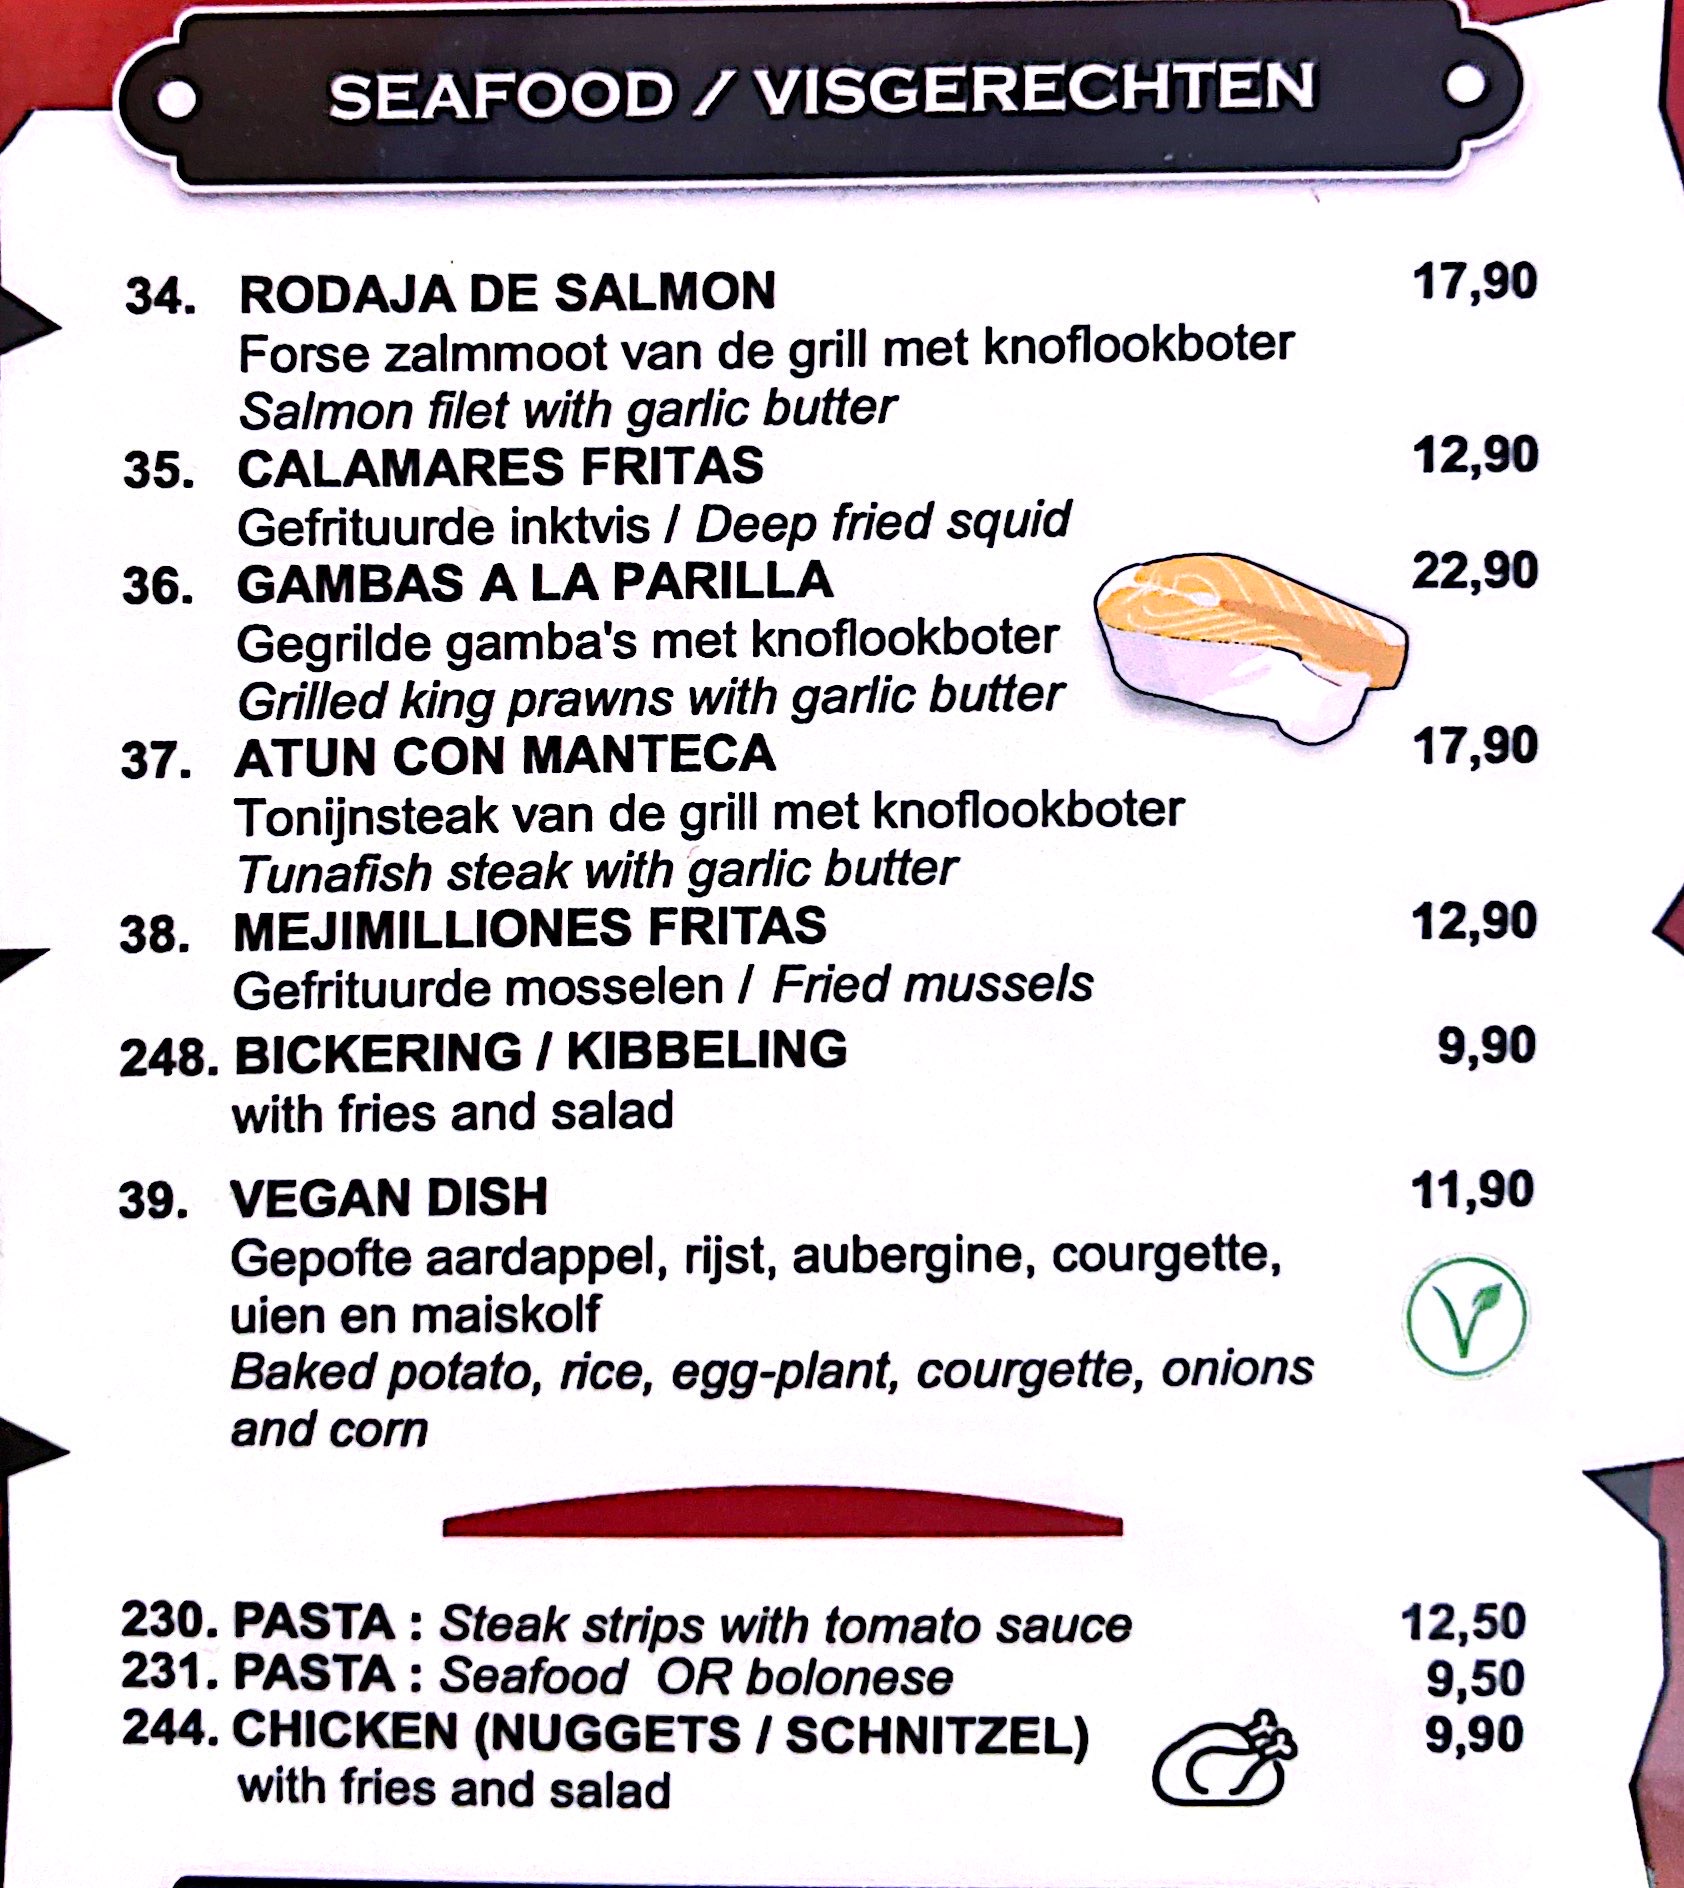 SEAFOOD / VISGERECHTEN
34. RODAJA DE SALMON 17,90
Forse zalmmoot van de grill met knoflookboter
Salmon filet with garlic butter
35. CALAMARES FRITAS 12,90
Gefrituurde inktvis / Deep fried squid
36. GAMBAS A LA PARILLA 22,90
Gegrilde gamba's met knoflookboter
Grilled king prawns with garlic butter
37. ATUN CON MANTECA 17,90
Tonijnsteak van de grill met knoflookboter
Tunafish steak with garlic butter
38. MEJIMILLIONES FRITAS 12,90
Gefrituurde mosselen / Fried mussels
248. BICKERING / KIBBELING 9,90
with fries and salad
39. VEGAN DISH 11,90
Gepofte aardappel, rijst, aubergine, courgette,
uien en maiskolf
Baked potato, rice, egg-plant, courgette, onions
and corn
230. PASTA : Steak strips with tomato sauce 12,50
231. PASTA : Seafood OR bolonese 9,50
244. CHICKEN (NUGGETS / SCHNITZEL) 9,90
with fries and salad